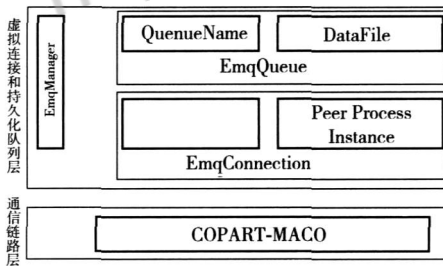 虚拟连接和持久化队列层
EmqManager
QuenueName
DataFile
EmqQueue
Peer Process
Instance
EmqConnection
通信链路层
COPART-MACO